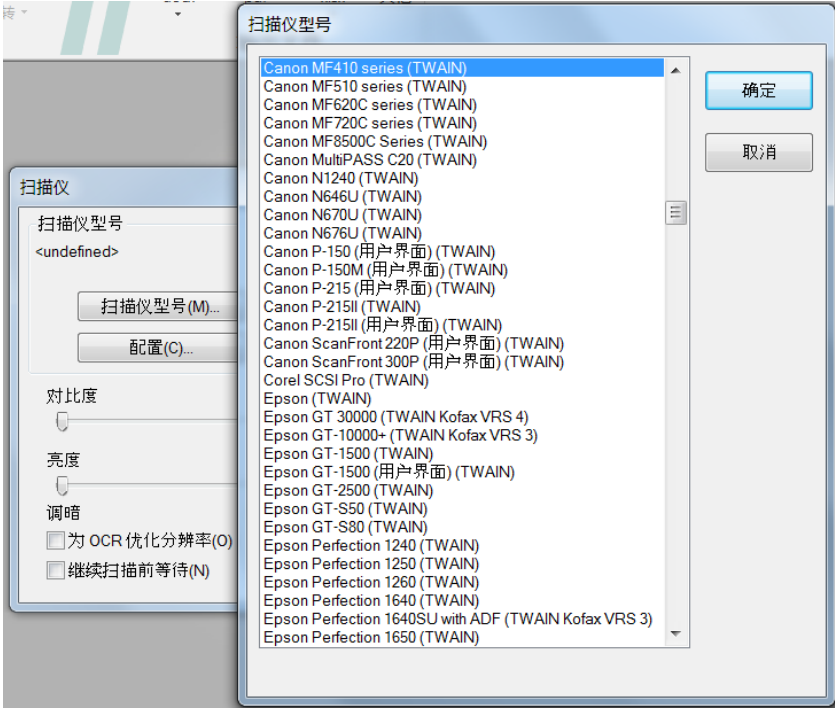 转
扫描仪型号
Canon MF410 series (TWAIN)
Canon MF510 series (TWAIN)
Canon MF620C series (TWAIN)
Canon MF720C series (TWAIN)
Canon MF8500C Series (TWAIN)
Canon MultiPASS C20 (TWAIN)
Canon N1240 (TWAIN)
Canon N646U (TWAIN)
Canon N670U (TWAIN)
Canon N676U (TWAIN)
Canon P-150 (用户界面) (TWAIN)
Canon P-150M (用户界面) (TWAIN)
Canon P-215 (用户界面) (TWAIN)
Canon P-215II (TWAIN)
Canon P-215II (用户界面) (TWAIN)
Canon ScanFront 220P (用户界面) (TWAIN)
Canon ScanFront 300P (用户界面) (TWAIN)
Corel SCSI Pro (TWAIN)
Epson (TWAIN)
Epson GT 30000 (TWAIN Kofax VRS 4)
Epson GT-10000+ (TWAIN Kofax VRS 3)
Epson GT-1500 (TWAIN)
Epson GT-1500 (用户界面) (TWAIN)
Epson GT-2500 (TWAIN)
Epson GT-S50 (TWAIN)
Epson GT-S80 (TWAIN)
Epson Perfection 1240 (TWAIN)
Epson Perfection 1250 (TWAIN)
Epson Perfection 1260 (TWAIN)
Epson Perfection 1640 (TWAIN)
Epson Perfection 1640SU with ADF (TWAIN Kofax VRS 3)
Epson Perfection 1650 (TWAIN)
确定
取消
扫描仪
扫描仪型号
<undefined>
扫描仪型号(M)...
配置(C)...
对比度
亮度
调暗
为 OCR 优化分辨率(O)
继续扫描前等待(N)